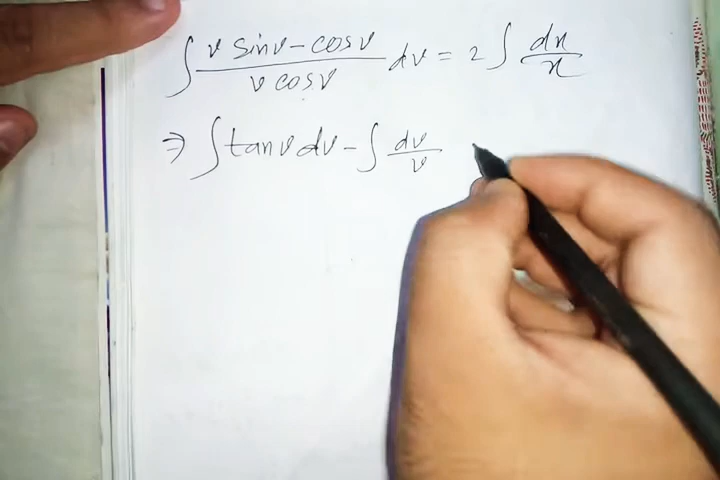 ∫ (v sinv - cosv)/(v cosv) dv = 2 ∫ dx/x
⇒ ∫ tanv dv - ∫ dv/v